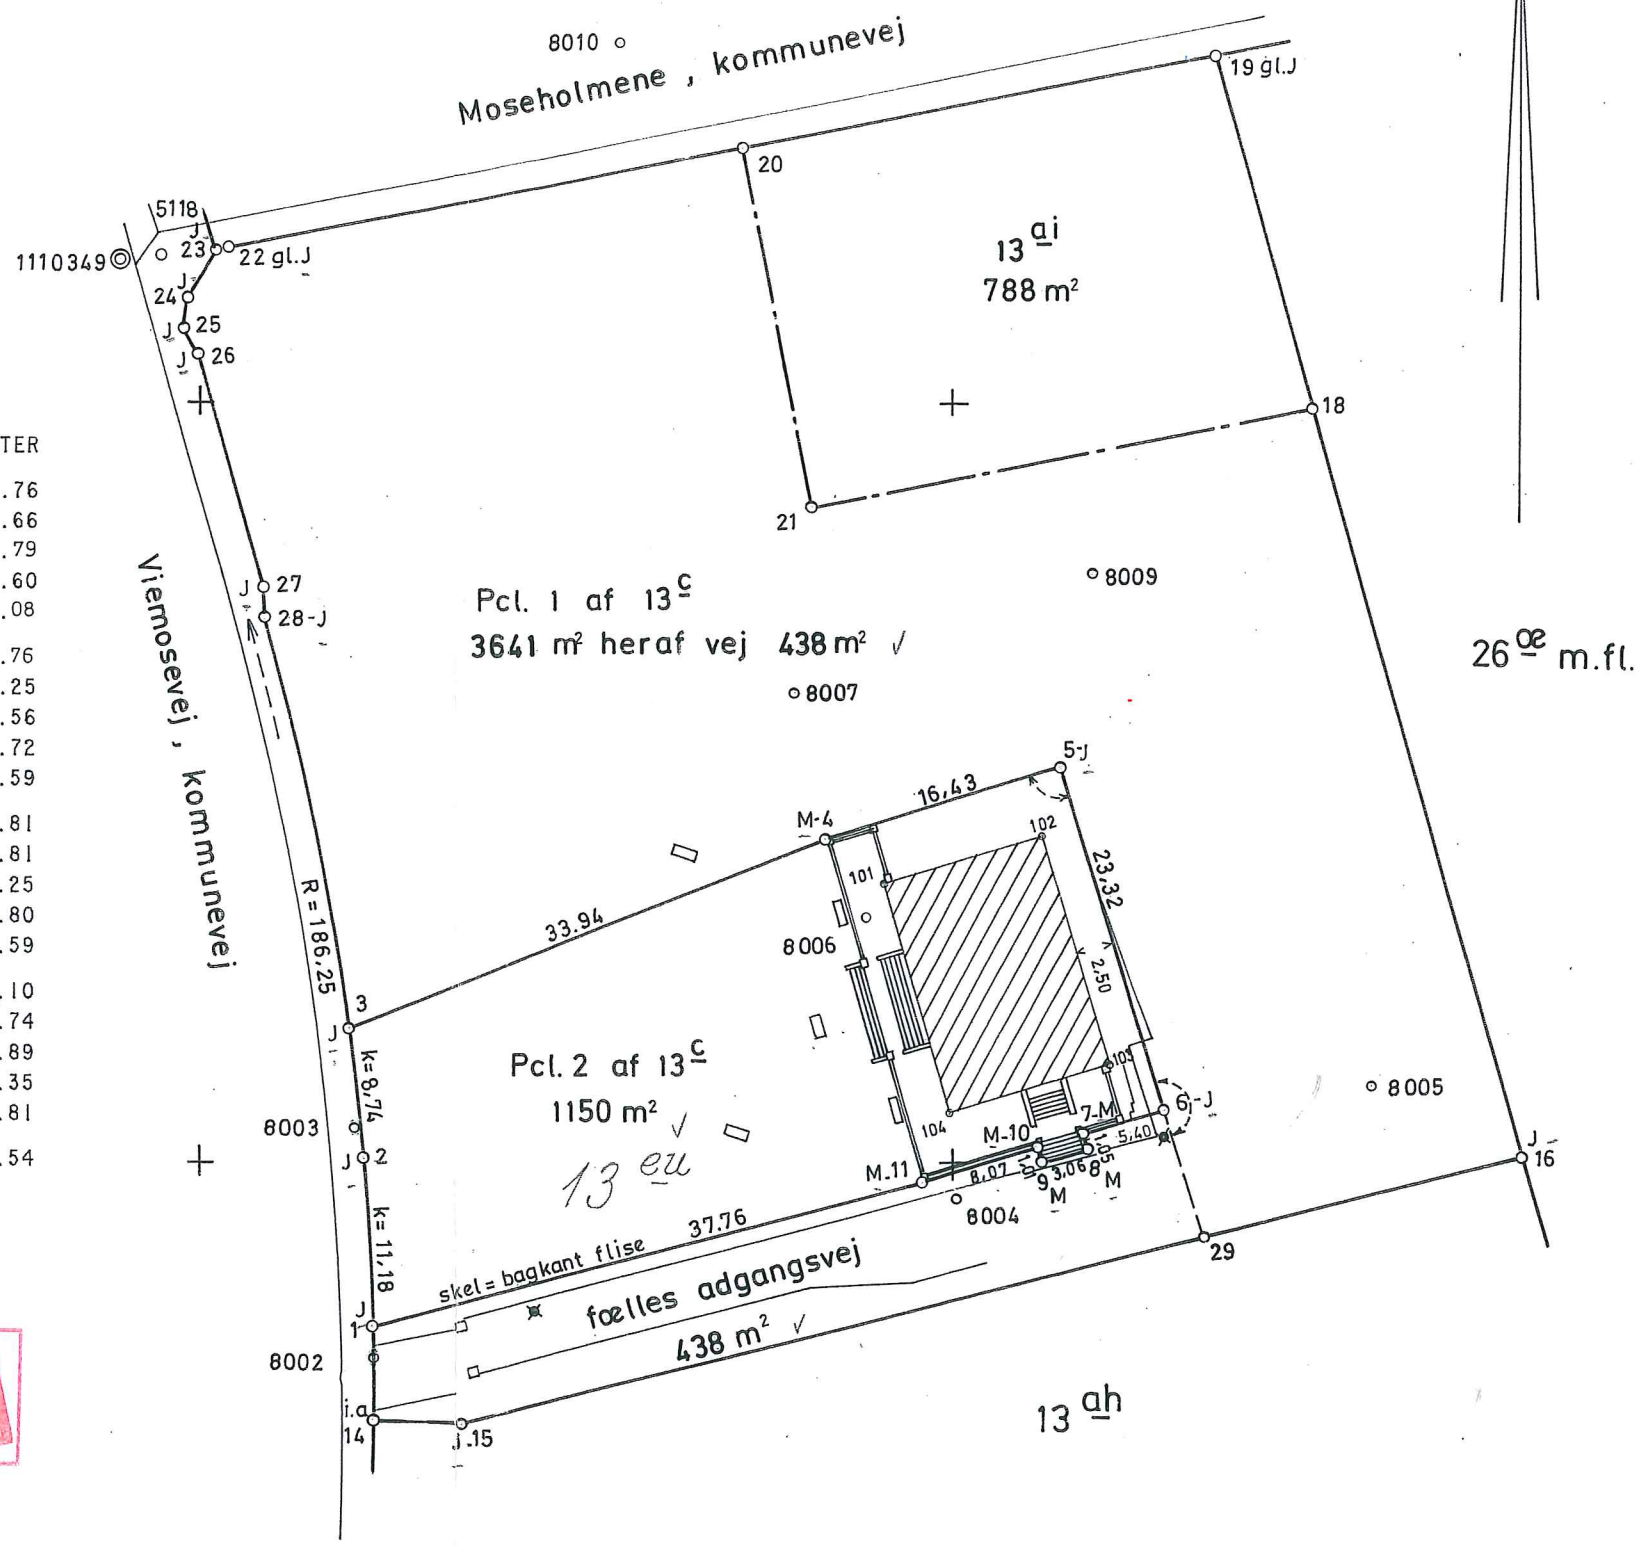 8010
Moseholmene , kommunevej
19 gl.J
20
5118
J
23
22 gl.J
1110349
J
24
J 25
J 26
13 ai
788 m²
18
21
TER
.76
.66
.79
.60
.08
.76
.25
.56
.72
.59
.81
.81
.25
.80
.59
.10
.74
.89
.35
.81
.54
Viemosevej , kommunevej
J 27
28-J
Pcl. 1 af 13 c
3641 m² heraf vej 438 m² √
8009
8007
26 æ m.fl.
5-J
16,43
M-4
102
101
23,32
33.94
8006
2,50
R=186,25
3
J
k=8,74
Pcl. 2 af 13 c
1150 m² √
13 eu
103
8005
6-J
7-M
104
M-10
5,40
1,05
8003
J 2
M-11
8,07
3,06
8
M
9
M
J
16
8004
k=11,18
37.76
skel = bagkant flise
29
fælles adgangsvej
438 m² √
J
1
8002
i.a
14
J-15
13 ah